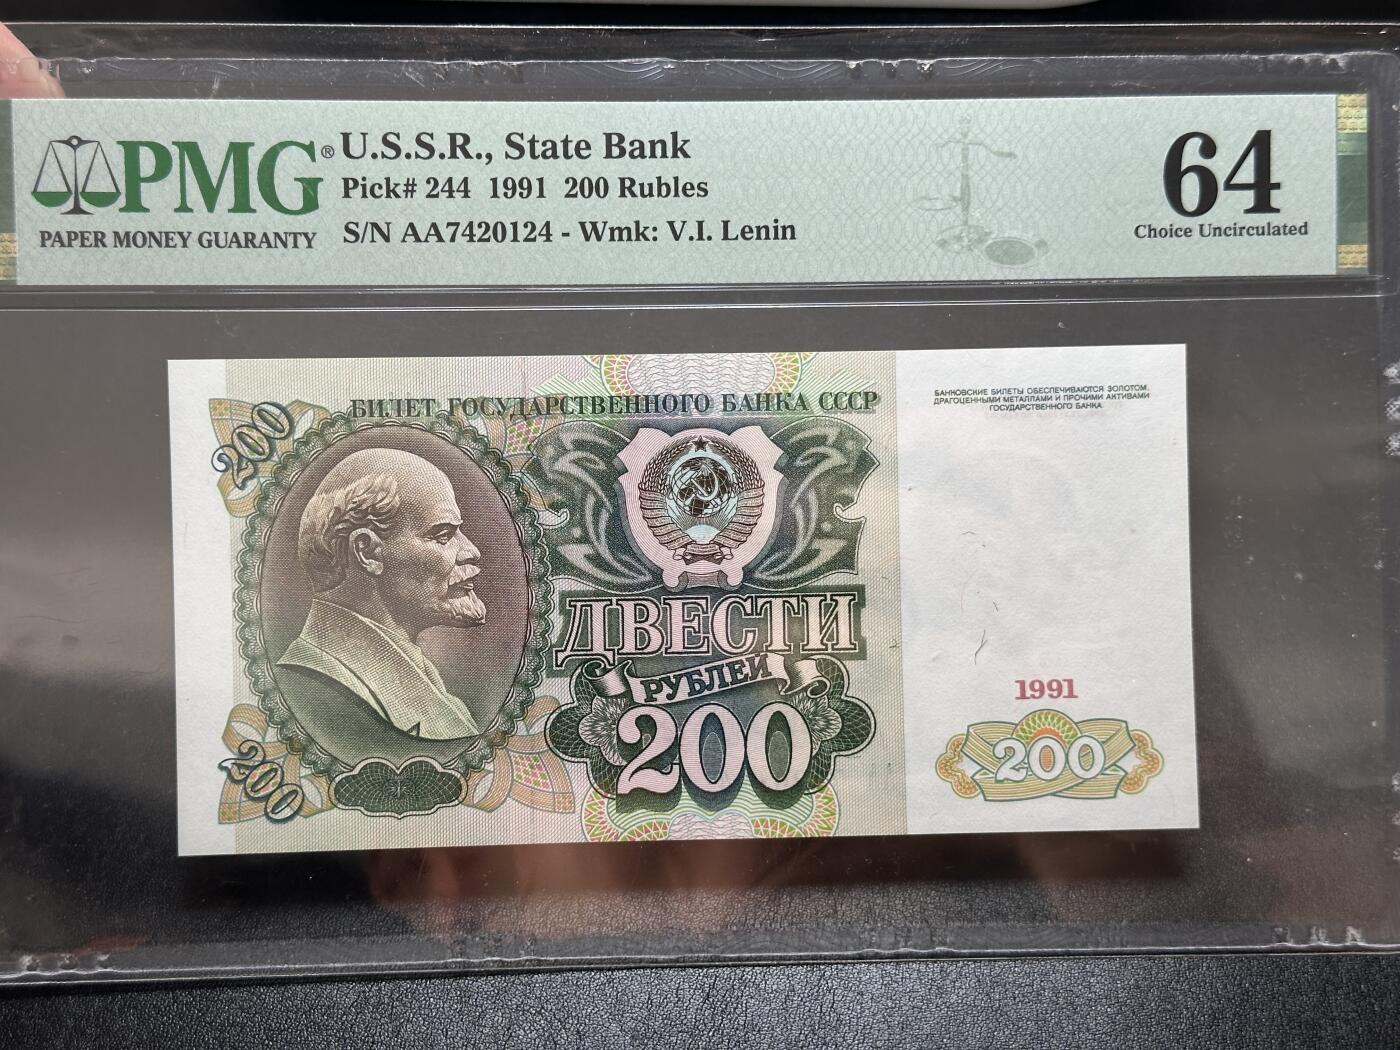 PMG®
PAPER MONEY GUARANTY
U.S.S.R., State Bank
Pick# 244 1991 200 Rubles
S/N AA7420124 - Wmk: V.I. Lenin
64
Choice Uncirculated
БИЛЕТ ГОСУДАРСТВЕННОГО БАНКА СССР
БАНКОВСКИЕ БИЛЕТЫ ОБЕСПЕЧИВАЮТСЯ ЗОЛОТОМ,
ДРАГОЦЕННЫМИ МЕТАЛЛАМИ И ПРОЧИМИ АКТИВАМИ
ГОСУДАРСТВЕННОГО БАНКА
200
ДВЕСТИ
РУБЛЕЙ
200
200
1991
200